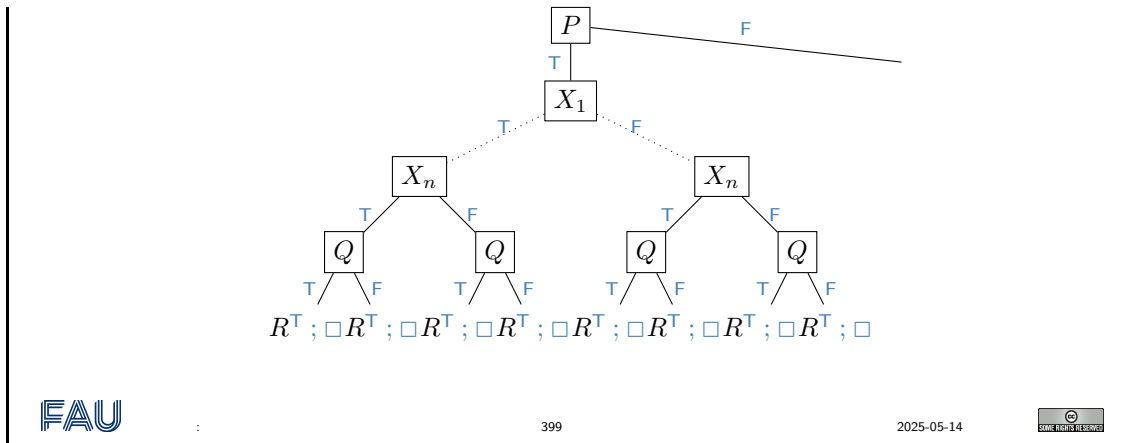 P
F
T
X₁
T F
Xₙ Xₙ
T F T F
Q Q Q Q
T F T F T F T F
Rᵀ ; □Rᵀ ; □Rᵀ ; □Rᵀ ; □Rᵀ ; □Rᵀ ; □Rᵀ ; □Rᵀ ; □
FAU : 399 2025-05-14 cc SOME RIGHTS RESERVED